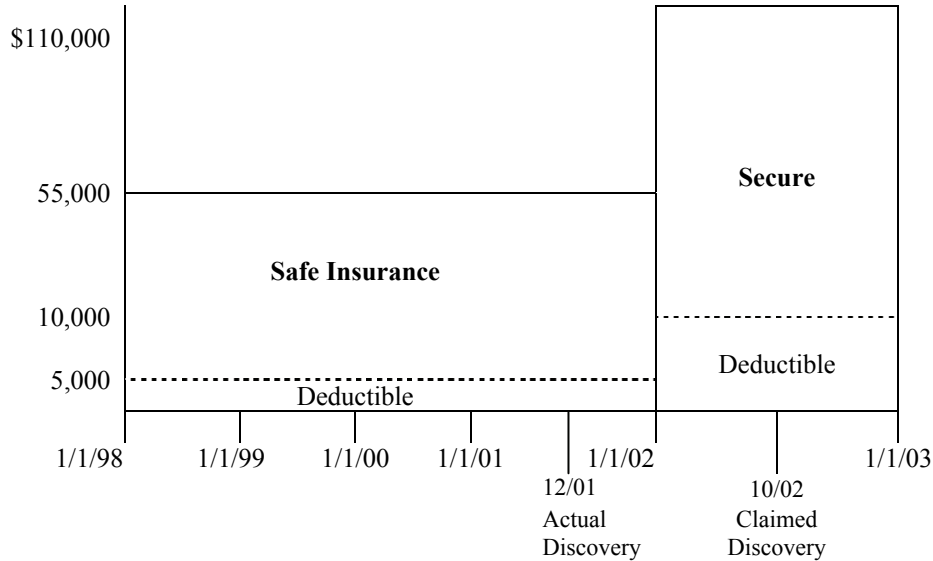 $110,000
Secure
55,000
Safe Insurance
10,000
Deductible
5,000
Deductible
1/1/98 1/1/99 1/1/00 1/1/01 1/1/02 1/1/03
12/01 10/02
Actual Claimed
Discovery Discovery